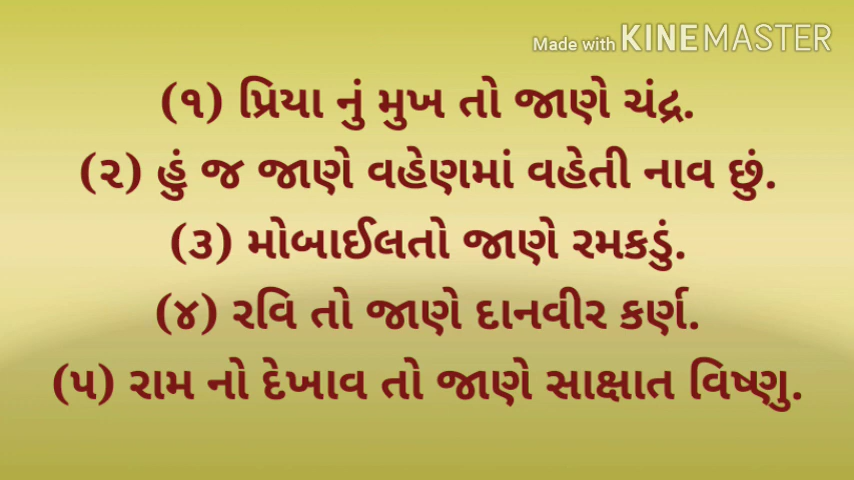 Made with KINEMASTER
(૧) પ્રિયા નું મુખ તો જાણે ચંદ્ર.
(૨) હું જ જાણે વહેણમાં વહેતી નાવ છું.
(૩) મોબાઈલતો જાણે રમકડું.
(૪) રવિ તો જાણે દાનવીર કર્ણ.
(૫) રામ નો દેખાવ તો જાણે સાક્ષાત વિષ્ણુ.